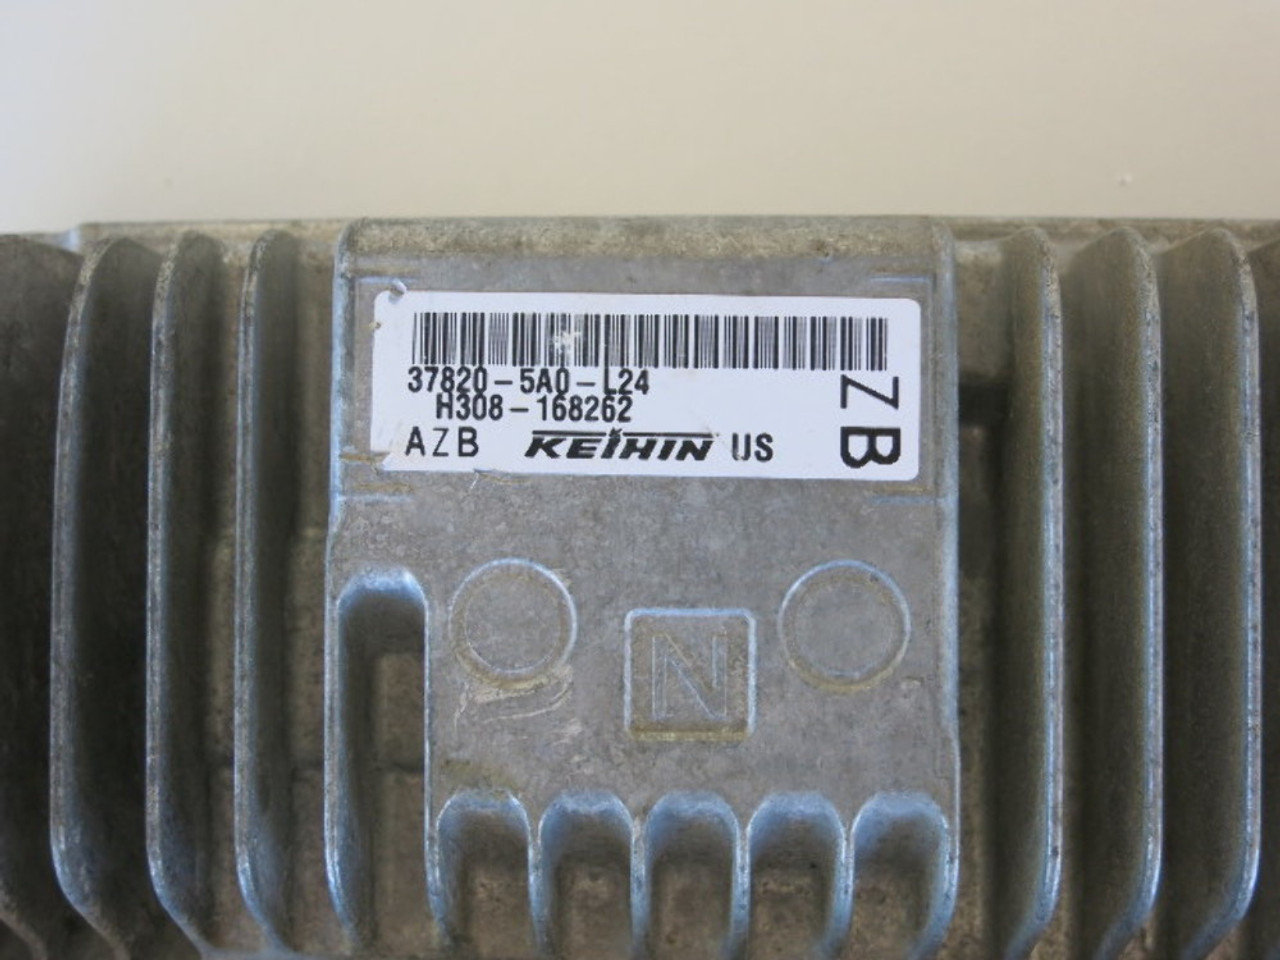 37820-5A0-L24
H308-168262
AZB KEIHIN US
ZB
N